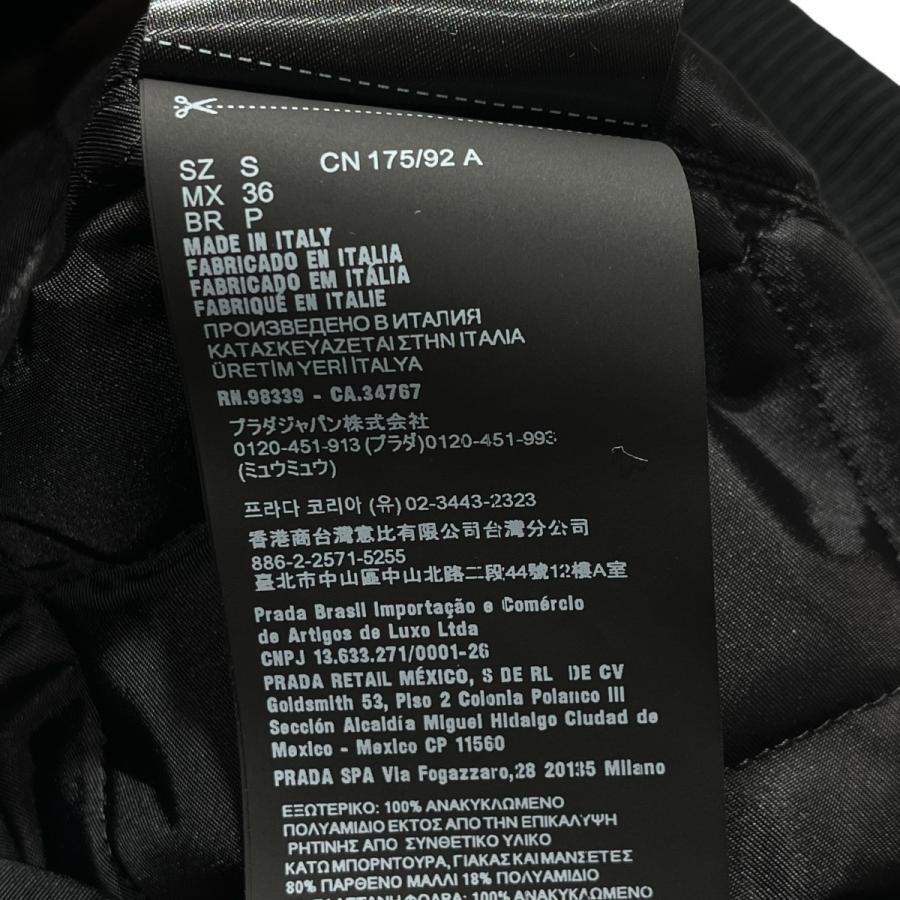 SZ S CN 175/92 A
MX 36
BR P
MADE IN ITALY
FABRICADO EN ITALIA
FABRICADO EM ITÁLIA
FABRIQUÉ EN ITALIE
ПРОИЗВЕДЕНО В ИТАЛИЯ
ΚΑΤΑΣΚΕΥΑΖΕΤΑΙ ΣΤΗΝ ΙΤΑΛΙΑ
ÜRETİM YERİ İTALYA
RN.98339 - CA.34767
プラダジャパン株式会社
0120-451-913 (プラダ)0120-451-993
(ミュウミュウ)
프라다 코리아 (유) 02-3443-2323
香港商台灣意比有限公司台灣分公司
886-2-2571-5255
臺北市中山區中山北路二段44號12樓A室
Prada Brasil Importação e Comércio
de Artigos de Luxo Ltda
CNPJ 13.633.271/0001-26
PRADA RETAIL MÉXICO, S DE RL DE CV
Goldsmith 53, Piso 2 Colonia Polanco III
Sección Alcaldía Miguel Hidalgo Ciudad de
Mexico - Mexico CP 11560
PRADA SPA Via Fogazzaro,28 20135 Milano
ΕΞΩΤΕΡΙΚΟ: 100% ΑΝΑΚΥΚΛΩΜΕΝΟ
ΠΟΛΥΑΜΙΔΙΟ ΕΚΤΟΣ ΑΠΟ ΤΗΝ ΕΠΙΚΑΛΥΨΗ
ΡΗΤΙΝΗΣ ΑΠΟ ΣΥΝΘΕΤΙΚΟ ΥΛΙΚΟ
ΚΑΤΩ ΜΠΟΡΝΤΟΥΡΑ, ΓΙΑΚΑΣ ΚΑΙ ΜΑΝΣΕΤΕΣ
80% ΠΑΡΘΕΝΟ ΜΑΛΛΙ 18% ΠΟΛΥΑΜΙΔΙΟ
ΦΟΔΡΑ: 100% ΑΝΑΚΥΚΛΩΜΕΝΟ